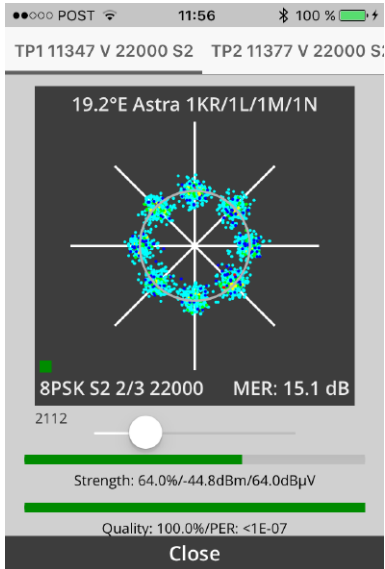 POST 11:56 100 %
TP1 11347 V 22000 S2 TP2 11377 V 22000 S2
19.2°E Astra 1KR/1L/1M/1N
8PSK S2 2/3 22000 MER: 15.1 dB
2112
Strength: 64.0%/-44.8dBm/64.0dBµV
Quality: 100.0%/PER: <1E-07
Close